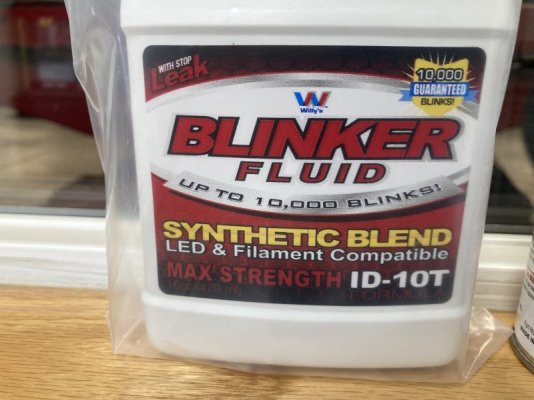 WITH STOP
Leak
10,000
GUARANTEED
BLINKS!
W
Willy's
BLINKER
FLUID
UP TO 10,000 BLINKS!
SYNTHETIC BLEND
LED & Filament Compatible
MAX STRENGTH ID-10T
FORMULA